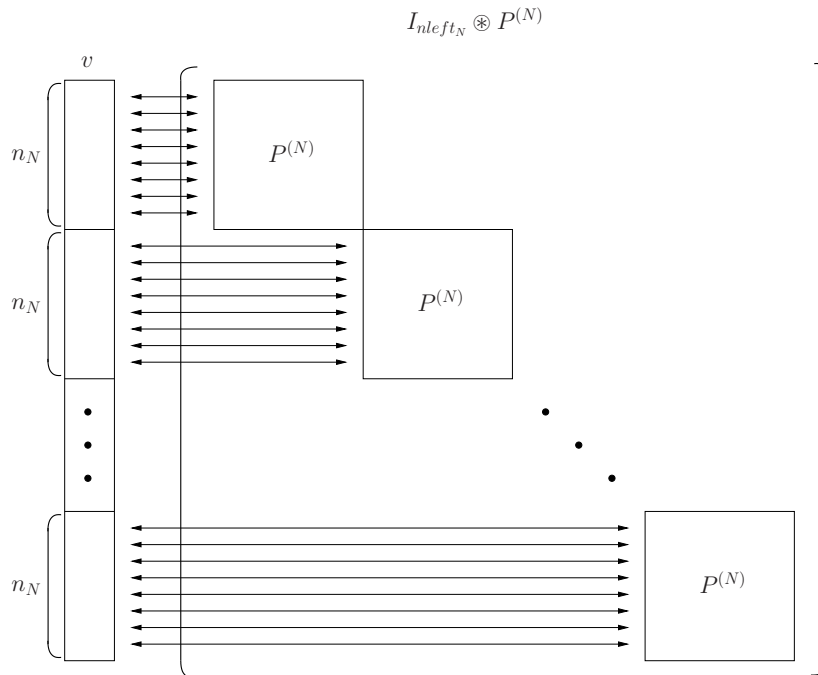 I_{nleft_N} ⊛ P^{(N)}
v
n_N
P^{(N)}
n_N
P^{(N)}
n_N
P^{(N)}